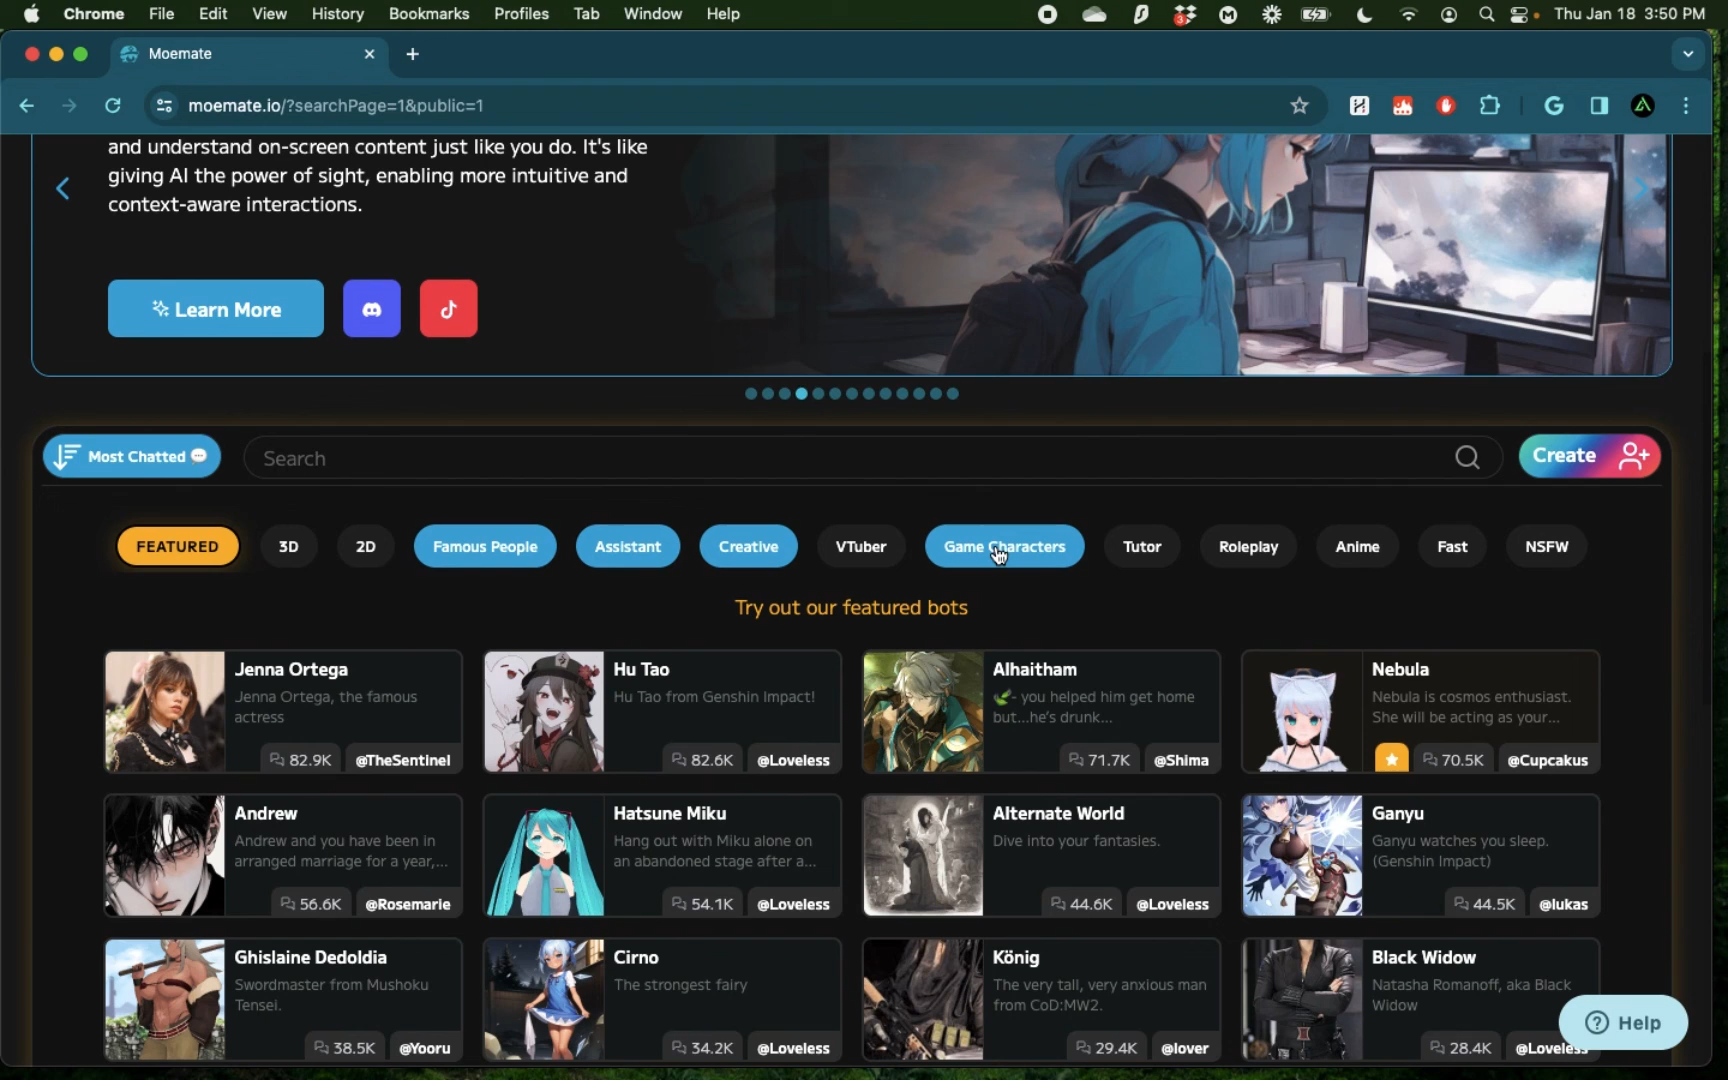 Chrome File Edit View History Bookmarks Profiles Tab Window Help 3 Thu Jan 18 3:50 PM
Moemate
moemate.io/?searchPage=1&public=1
and understand on-screen content just like you do. It's like
giving AI the power of sight, enabling more intuitive and
context-aware interactions.
Learn More
Most Chatted Search Create
FEATURED 3D 2D Famous People Assistant Creative VTuber Game Characters Tutor Roleplay Anime Fast NSFW
Try out our featured bots
Jenna Ortega
Jenna Ortega, the famous
actress
82.9K @TheSentinel
Hu Tao
Hu Tao from Genshin Impact!
82.6K @Loveless
Alhaitham
- you helped him get home
but...he's drunk...
71.7K @Shima
Nebula
Nebula is cosmos enthusiast.
She will be acting as your...
70.5K @Cupcakus
Andrew
Andrew and you have been in
arranged marriage for a year,...
56.6K @Rosemarie
Hatsune Miku
Hang out with Miku alone on
an abandoned stage after a...
54.1K @Loveless
Alternate World
Dive into your fantasies.
44.6K @Loveless
Ganyu
Ganyu watches you sleep.
(Genshin Impact)
44.5K @lukas
Ghislaine Dedoldia
Swordmaster from Mushoku
Tensei.
38.5K @Yooru
Cirno
The strongest fairy
34.2K @Loveless
König
The very tall, very anxious man
from CoD:MW2.
29.4K @lover
Black Widow
Natasha Romanoff, aka Black
Widow
28.4K @Loveless
Help